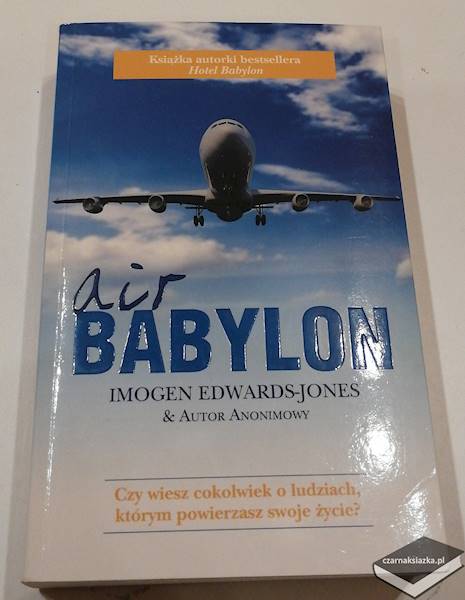 Książka autorki bestsellera
Hotel Babylon
air
BABYLON
IMOGEN EDWARDS-JONES
& AUTOR ANONIMOWY
Czy wiesz cokolwiek o ludziach,
którym powierzasz swoje życie?
czarnaksiazka.pl